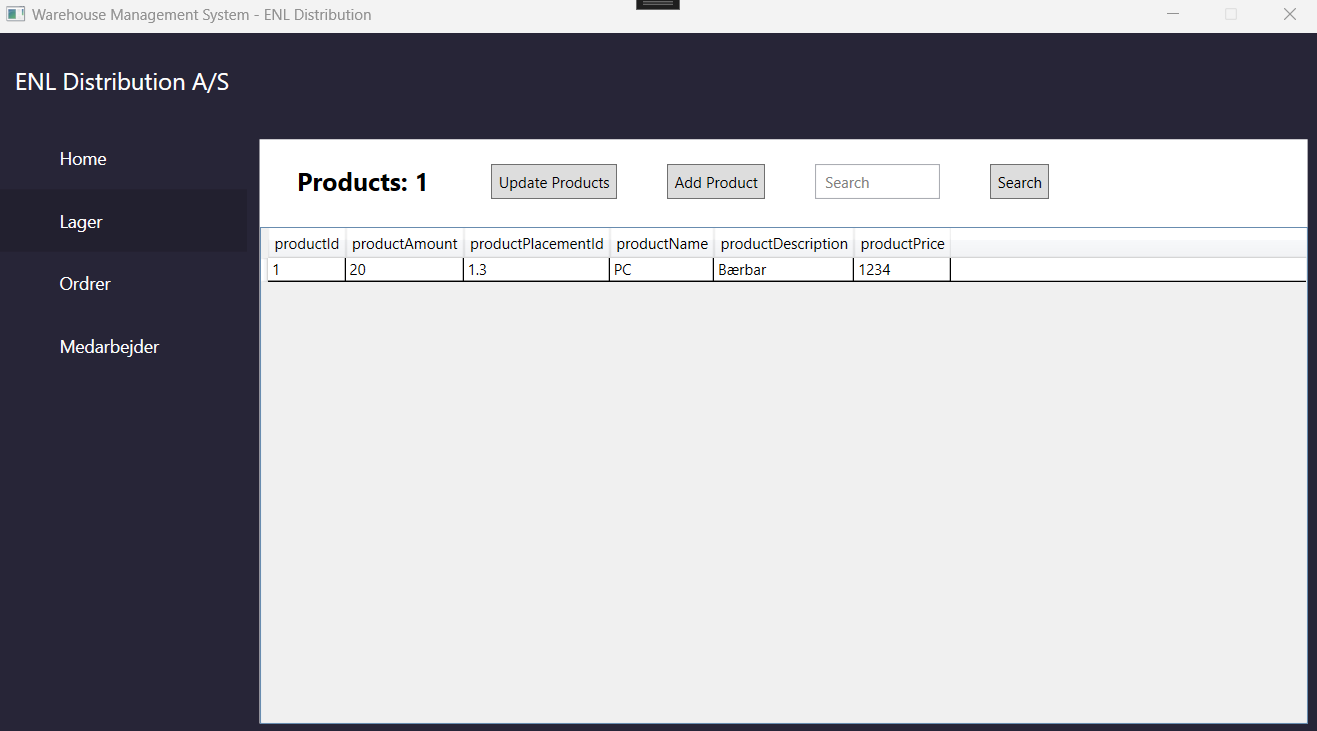 Warehouse Management System - ENL Distribution
ENL Distribution A/S
Home
Lager
Ordrer
Medarbejder
Products: 1 Update Products Add Product Search Search
productId productAmount productPlacementId productName productDescription productPrice
1 20 1.3 PC Bærbar 1234